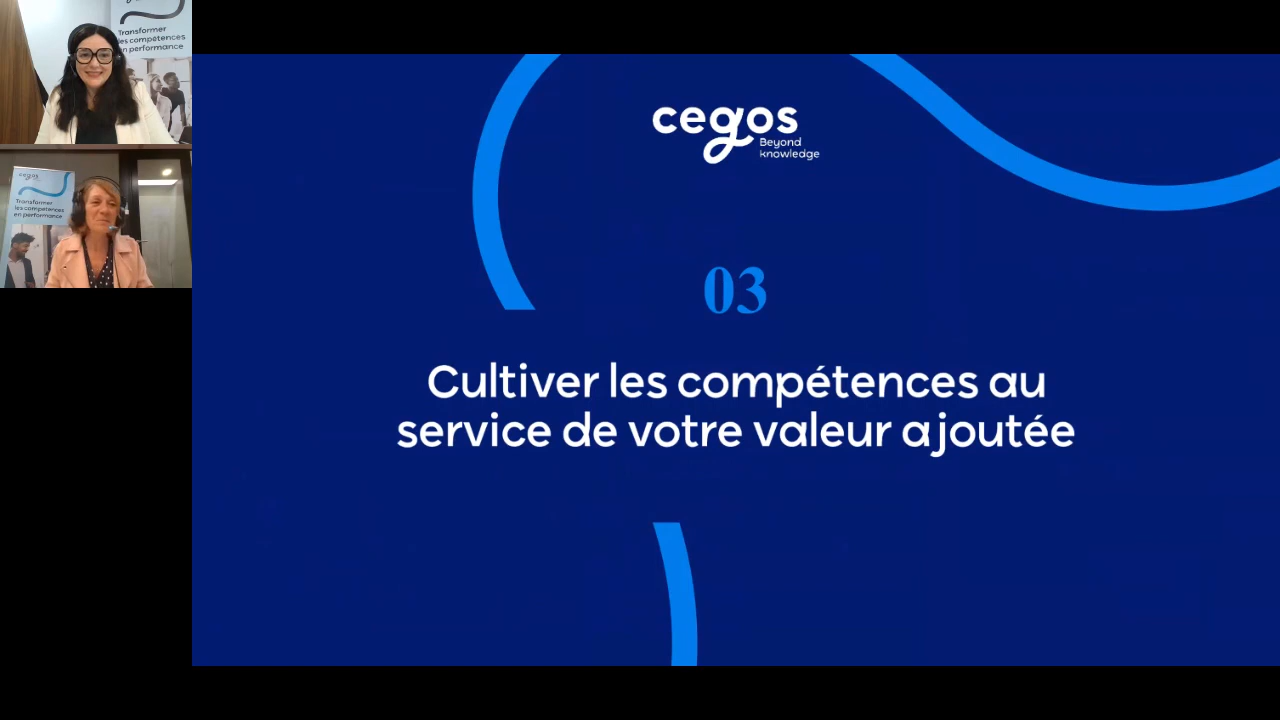 Transformer
les compétences
en performance
cegos
Transformer
les compétences
en performance
cegos
Beyond
knowledge
03
Cultiver les compétences au
service de votre valeur ajoutée